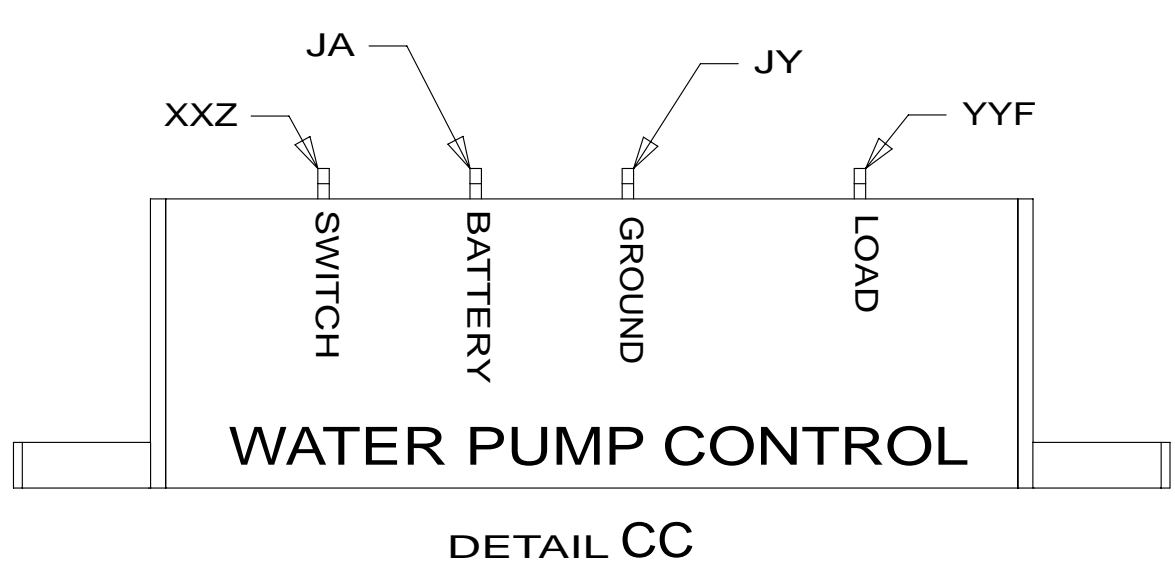 JA
JY
XXZ
YYF
SWITCH
BATTERY
GROUND
LOAD
WATER PUMP CONTROL
DETAIL CC